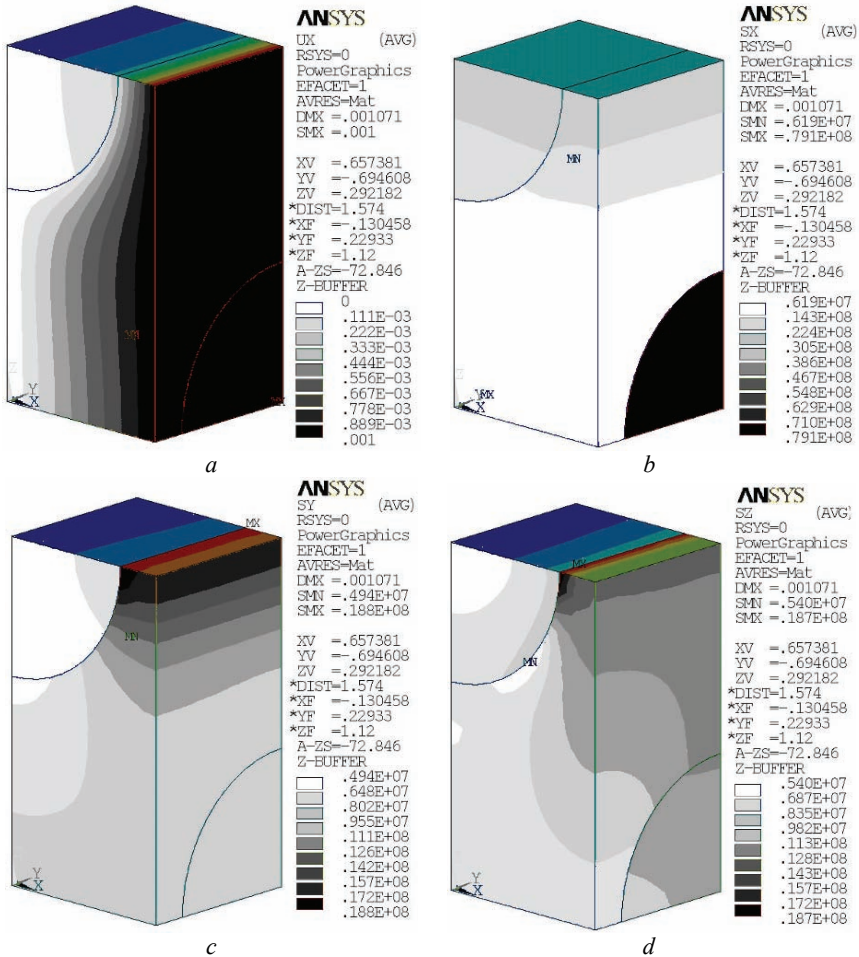 ANSYS
UX (AVG)
RSYS=0
PowerGraphics
EFACET=1
AVRES=Mat
DMX =.001071
SMX =.001
XV =.657381
YV =-.694608
ZV =.292182
*DIST=1.574
*XF =-.130458
*YF =.22933
*ZF =1.12
A-ZS=-72.846
Z-BUFFER
0
.111E-03
.222E-03
.333E-03
.444E-03
.556E-03
.667E-03
.778E-03
.889E-03
.001
Z
Y
X
MX
a
ANSYS
SX (AVG)
RSYS=0
PowerGraphics
EFACET=1
AVRES=Mat
DMX =.001071
SMN =.619E+07
SMX =.791E+08
XV =.657381
YV =-.694608
ZV =.292182
*DIST=1.574
*XF =-.130458
*YF =.22933
*ZF =1.12
A-ZS=-72.846
Z-BUFFER
.619E+07
.143E+08
.224E+08
.305E+08
.386E+08
.467E+08
.548E+08
.629E+08
.710E+08
.791E+08
MN
Z
Y
MX
X
b
ANSYS
SY (AVG)
RSYS=0
PowerGraphics
EFACET=1
AVRES=Mat
DMX =.001071
SMN =.494E+07
SMX =.188E+08
XV =.657381
YV =-.694608
ZV =.292182
*DIST=1.574
*XF =-.130458
*YF =.22933
*ZF =1.12
A-ZS=-72.846
Z-BUFFER
.494E+07
.648E+07
.802E+07
.955E+07
.111E+08
.126E+08
.142E+08
.157E+08
.172E+08
.188E+08
MX
MN
Y
X
c
ANSYS
SZ (AVG)
RSYS=0
PowerGraphics
EFACET=1
AVRES=Mat
DMX =.001071
SMN =.540E+07
SMX =.187E+08
XV =.657381
YV =-.694608
ZV =.292182
*DIST=1.574
*XF =-.130458
*YF =.22933
*ZF =1.12
A-ZS=-72.846
Z-BUFFER
.540E+07
.687E+07
.835E+07
.982E+07
.113E+08
.128E+08
.143E+08
.157E+08
.172E+08
.187E+08
MN
Y
X
d